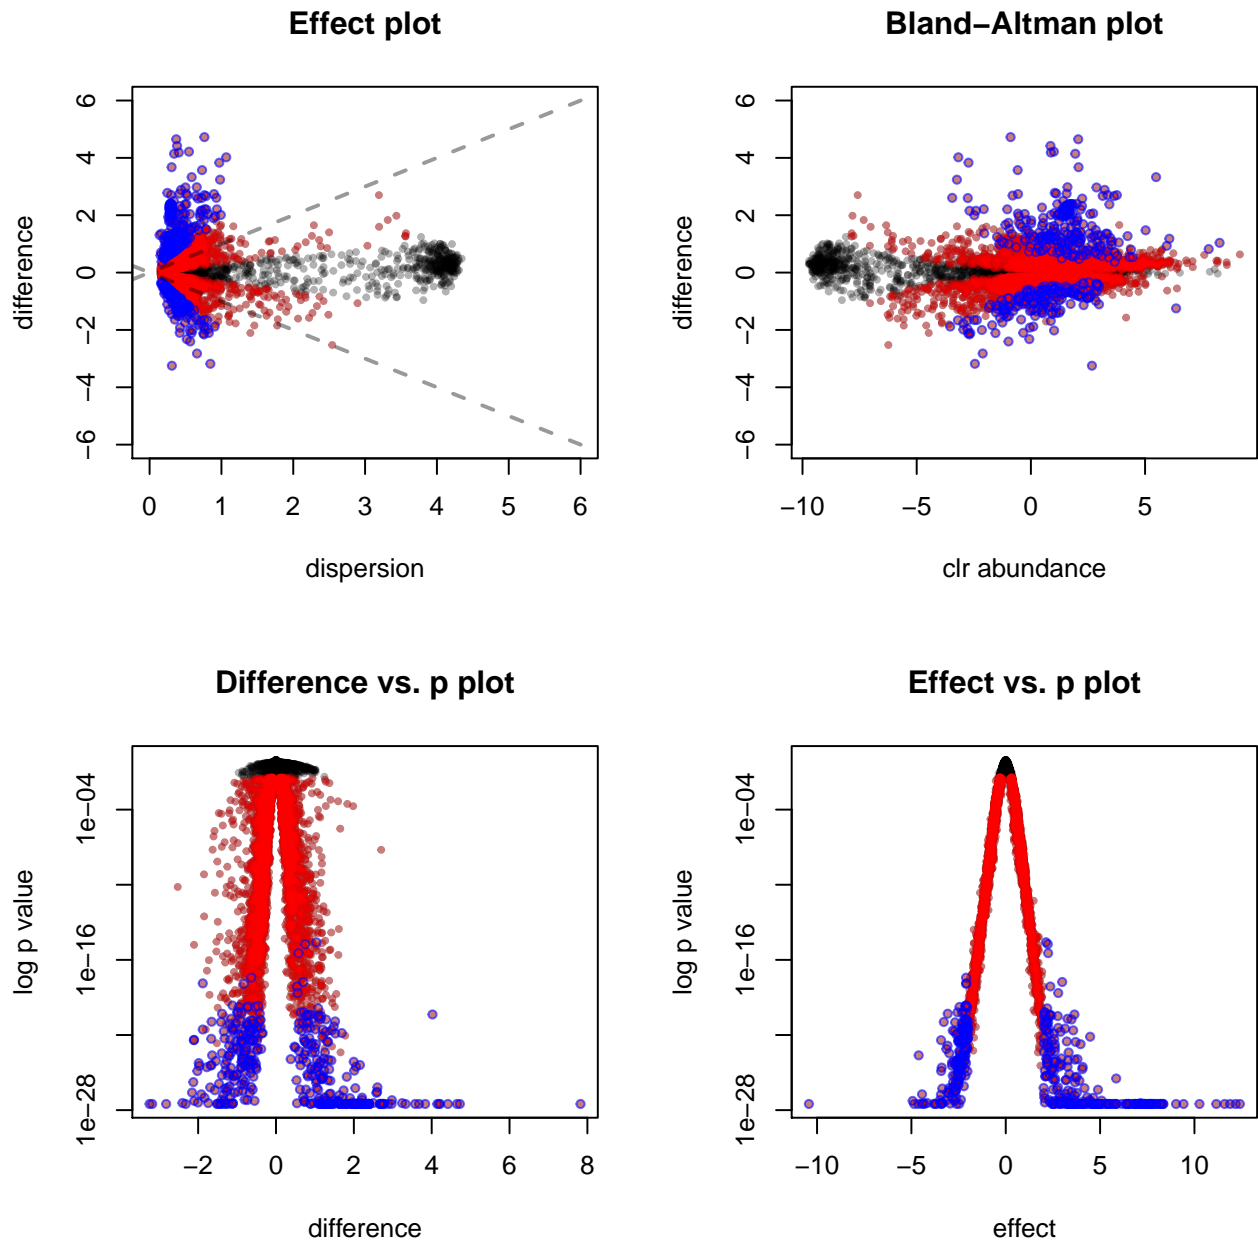 Effect plot
6
4
2
0
−2
−4
−6
difference
0 1 2 3 4 5 6
dispersion
Bland−Altman plot
6
4
2
0
−2
−4
−6
difference
−10 −5 0 5
clr abundance
Difference vs. p plot
1e−04
1e−16
1e−28
log p value
−2 0 2 4 6 8
difference
Effect vs. p plot
1e−04
1e−16
1e−28
log p value
−10 −5 0 5 10
effect